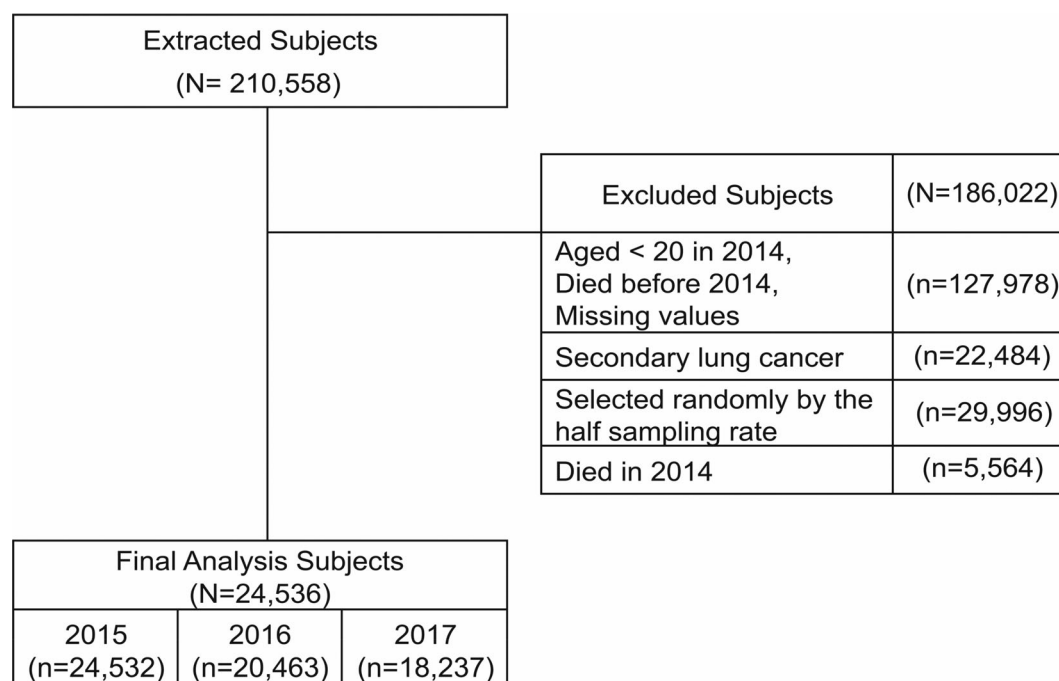 Extracted Subjects
(N= 210,558)
Excluded Subjects
(N=186,022)
Aged < 20 in 2014,
Died before 2014,
Missing values
(n=127,978)
Secondary lung cancer
(n=22,484)
Selected randomly by the
half sampling rate
(n=29,996)
Died in 2014
(n=5,564)
Final Analysis Subjects
(N=24,536)
2015
(n=24,532)
2016
(n=20,463)
2017
(n=18,237)